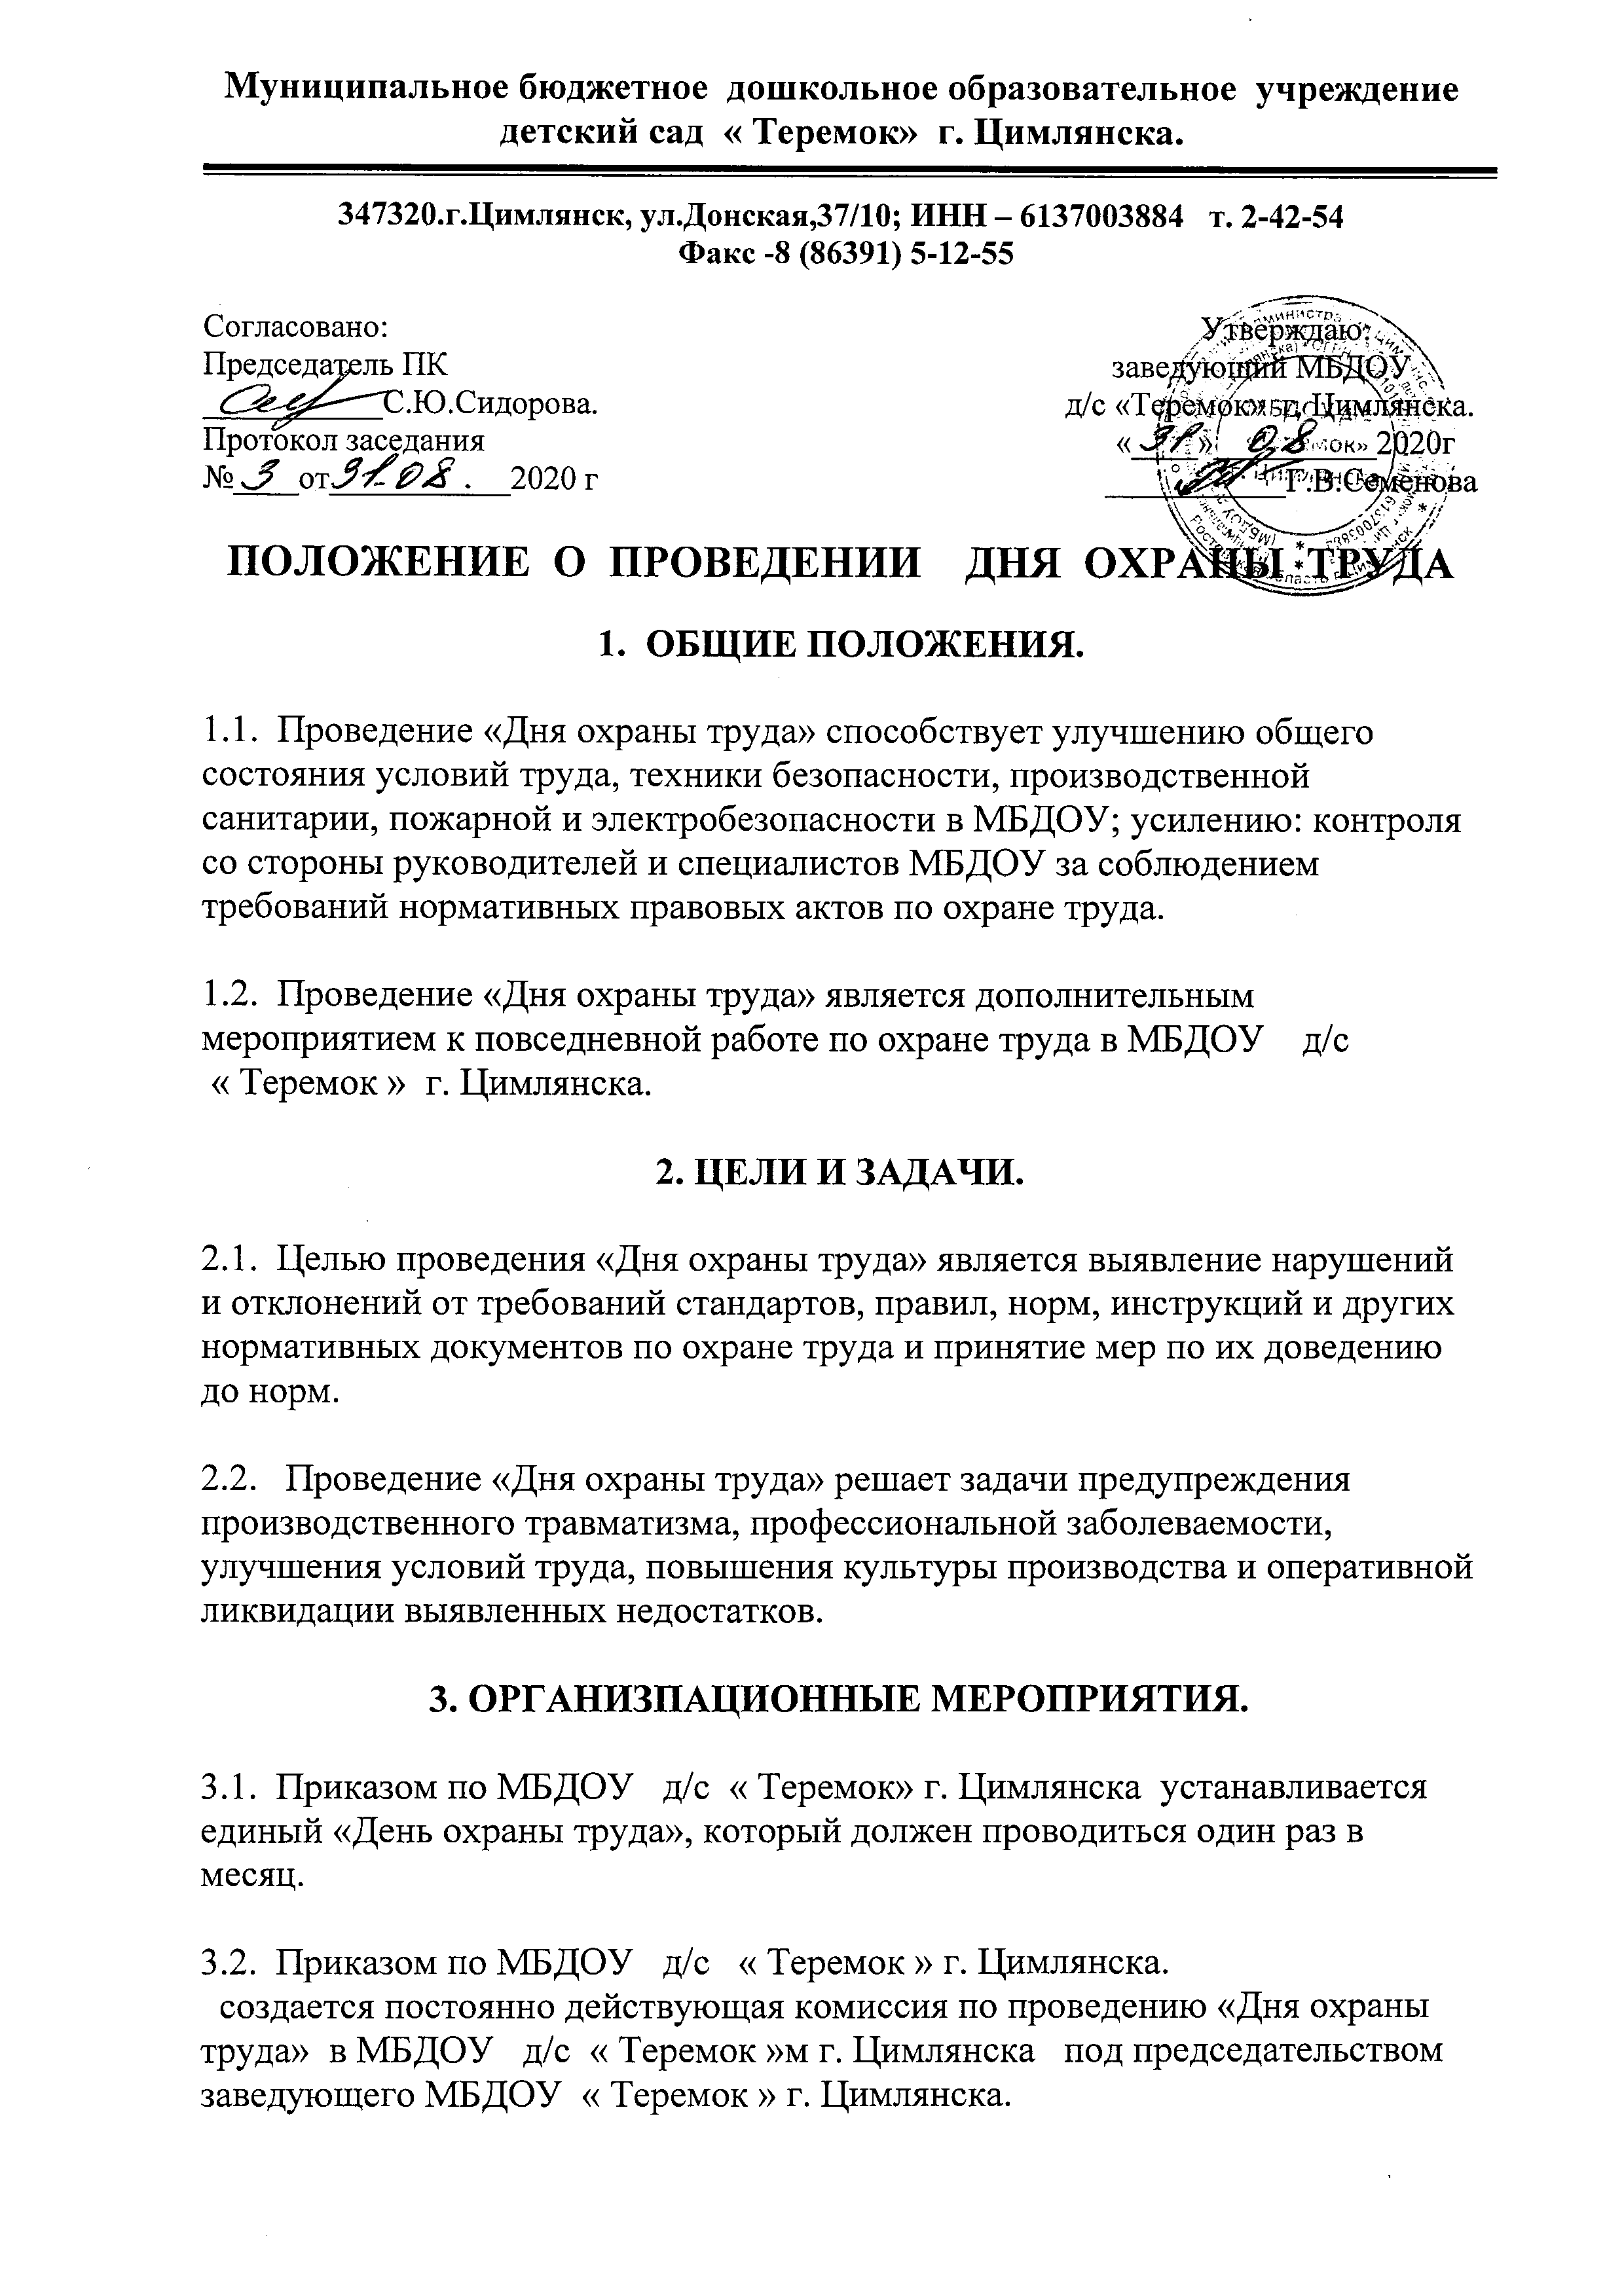 Муниципальное бюджетное дошкольное образовательное учреждение
детский сад « Теремок» г. Цимлянска.
347320.г.Цимлянск, ул.Донская,37/10; ИНН – 6137003884 т. 2-42-54
Факс -8 (86391) 5-12-55
Согласовано:
Председатель ПК
____________С.Ю.Сидорова.
Протокол заседания
№ 3 от 31.08. 2020 г
Утверждаю:
заведующий МБДОУ
д/с «Теремок» г. Цимлянска.
« 31 » 08 2020г
____________Г.В.Семенова
ПОЛОЖЕНИЕ О ПРОВЕДЕНИИ ДНЯ ОХРАНЫ ТРУДА
1. ОБЩИЕ ПОЛОЖЕНИЯ.
1.1. Проведение «Дня охраны труда» способствует улучшению общего
состояния условий труда, техники безопасности, производственной
санитарии, пожарной и электробезопасности в МБДОУ; усилению: контроля
со стороны руководителей и специалистов МБДОУ за соблюдением
требований нормативных правовых актов по охране труда.
1.2. Проведение «Дня охраны труда» является дополнительным
мероприятием к повседневной работе по охране труда в МБДОУ д/с
« Теремок » г. Цимлянска.
2. ЦЕЛИ И ЗАДАЧИ.
2.1. Целью проведения «Дня охраны труда» является выявление нарушений
и отклонений от требований стандартов, правил, норм, инструкций и других
нормативных документов по охране труда и принятие мер по их доведению
до норм.
2.2. Проведение «Дня охраны труда» решает задачи предупреждения
производственного травматизма, профессиональной заболеваемости,
улучшения условий труда, повышения культуры производства и оперативной
ликвидации выявленных недостатков.
3. ОРГАНИЗПАЦИОННЫЕ МЕРОПРИЯТИЯ.
3.1. Приказом по МБДОУ д/с « Теремок» г. Цимлянска устанавливается
единый «День охраны труда», который должен проводиться один раз в
месяц.
3.2. Приказом по МБДОУ д/с « Теремок » г. Цимлянска.
создается постоянно действующая комиссия по проведению «Дня охраны
труда» в МБДОУ д/с « Теремок »м г. Цимлянска под председательством
заведующего МБДОУ « Теремок » г. Цимлянска.